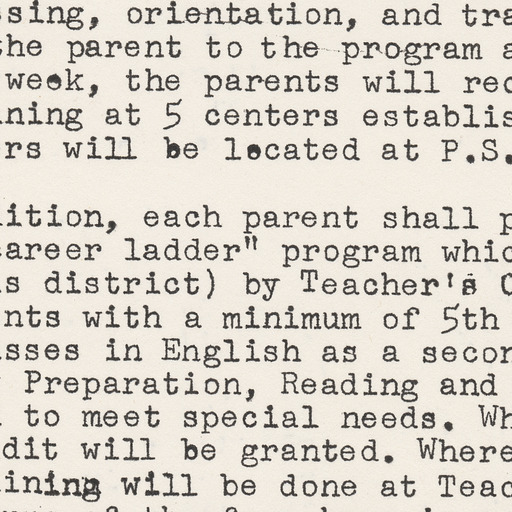 ssing, orientation, and tra
the parent to the program a
week, the parents will rec
ning at 5 centers establis
rs will be located at P.S.
ition, each parent shall p
career ladder" program whic
s district) by Teacher's C
nts with a minimum of 5th
asses in English as a secon
Preparation, Reading and
to meet special needs. Wh
dit will be granted. Where
ining will be done at Teac